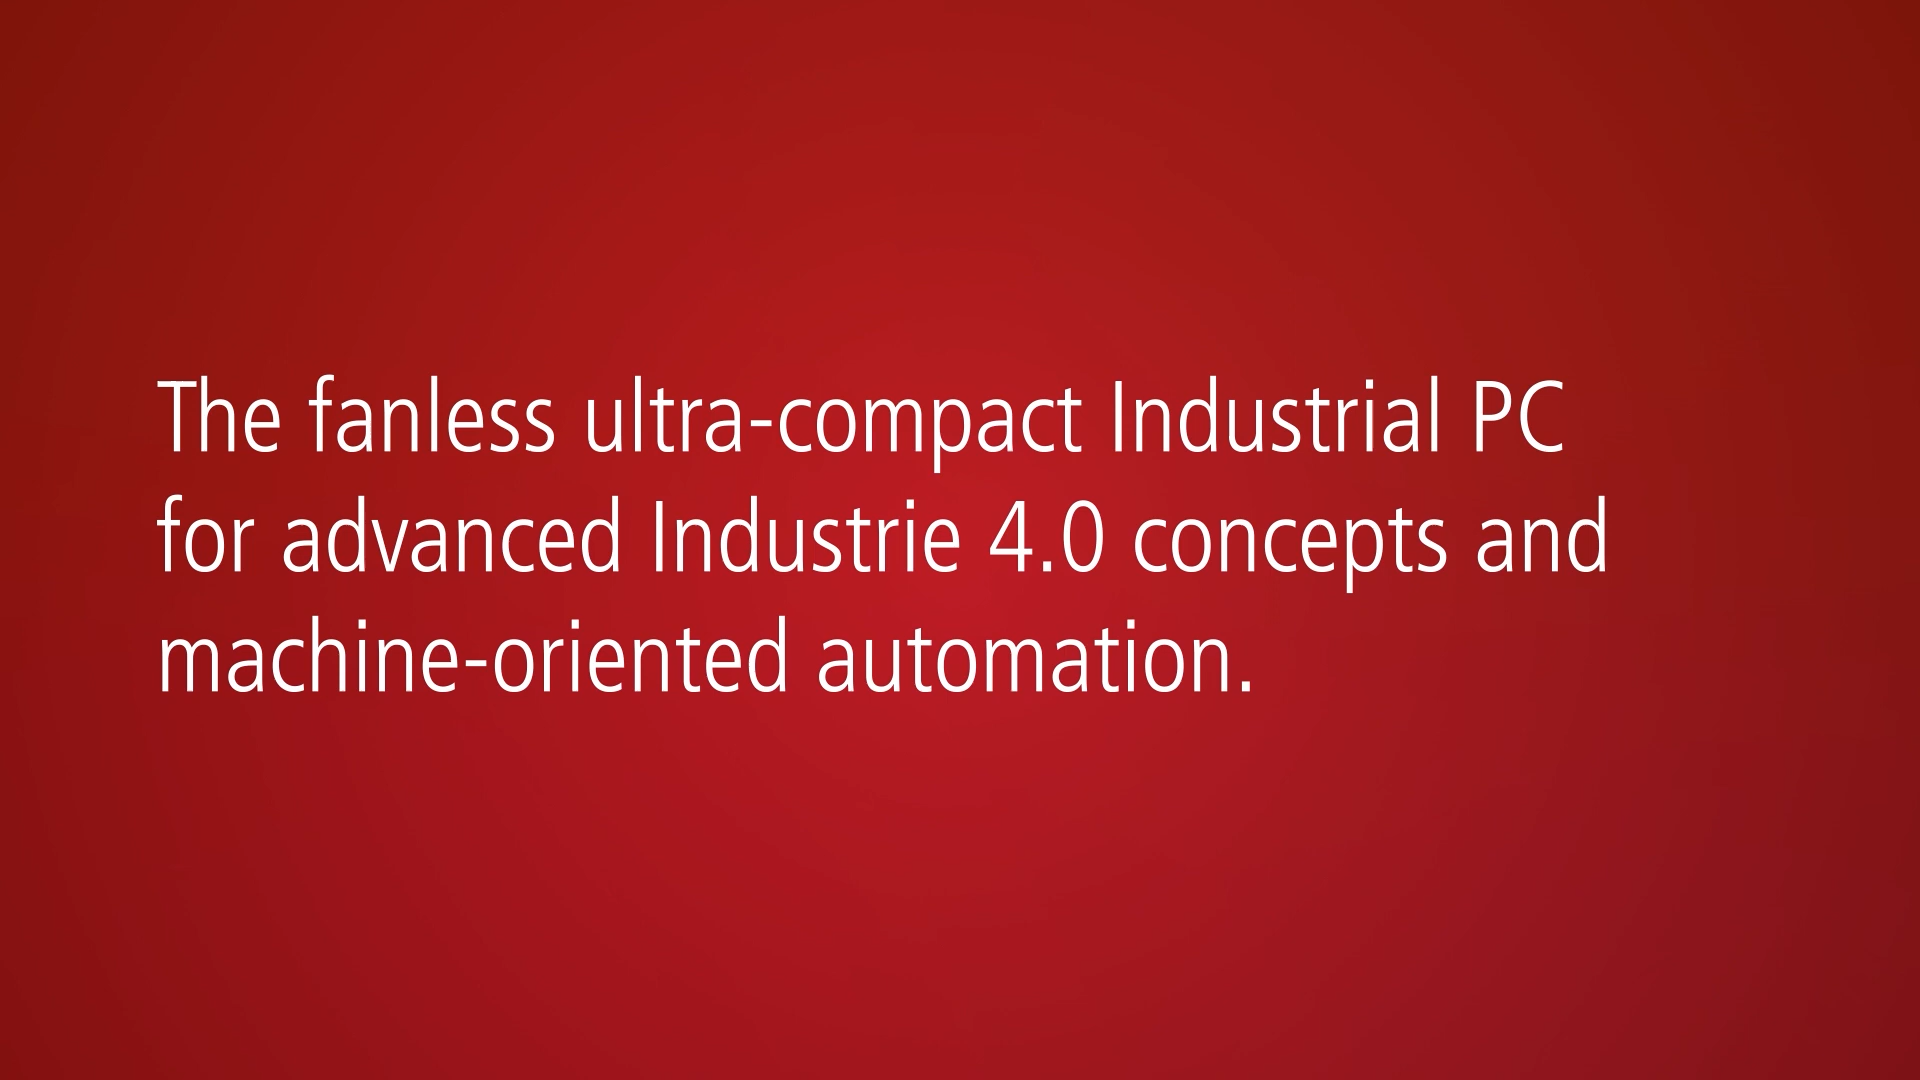 The fanless ultra-compact Industrial PC
for advanced Industrie 4.0 concepts and
machine-oriented automation.